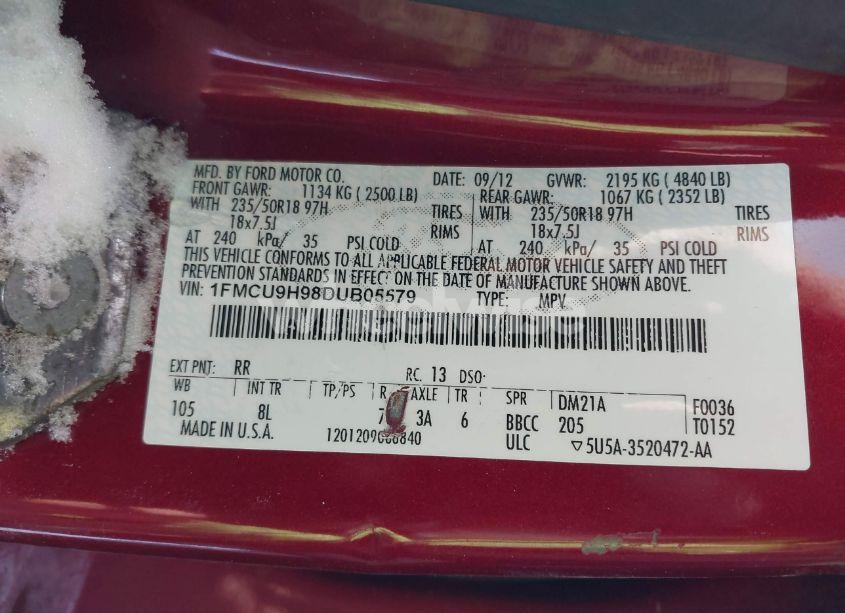 MFD. BY FORD MOTOR CO.
DATE: 09/12 GVWR: 2195 KG ( 4840 LB)
FRONT GAWR: 1134 KG ( 2500 LB)
REAR GAWR: 1067 KG ( 2352 LB)
WITH 235/50R18 97H TIRES
WITH 235/50R18 97H TIRES
18x7.5J RIMS
18x7.5J RIMS
AT 240 kPa/ 35 PSI COLD
AT 240 kPa/ 35 PSI COLD
THIS VEHICLE CONFORMS TO ALL APPLICABLE FEDERAL MOTOR VEHICLE SAFETY AND THEFT
PREVENTION STANDARDS IN EFFECT ON THE DATE OF MANUFACTURE SHOWN ABOVE.
VIN: 1FMCU9H98DUB05579 TYPE: MPV
EXT PNT: RR RC: 13 DSO:
WB INT TR TP/PS R AXLE TR SPR
105 8L 7 3A 6 BBCC
DM21A
205
F0036
T0152
MADE IN U.S.A.
ULC ▽5U5A-3520472-AA